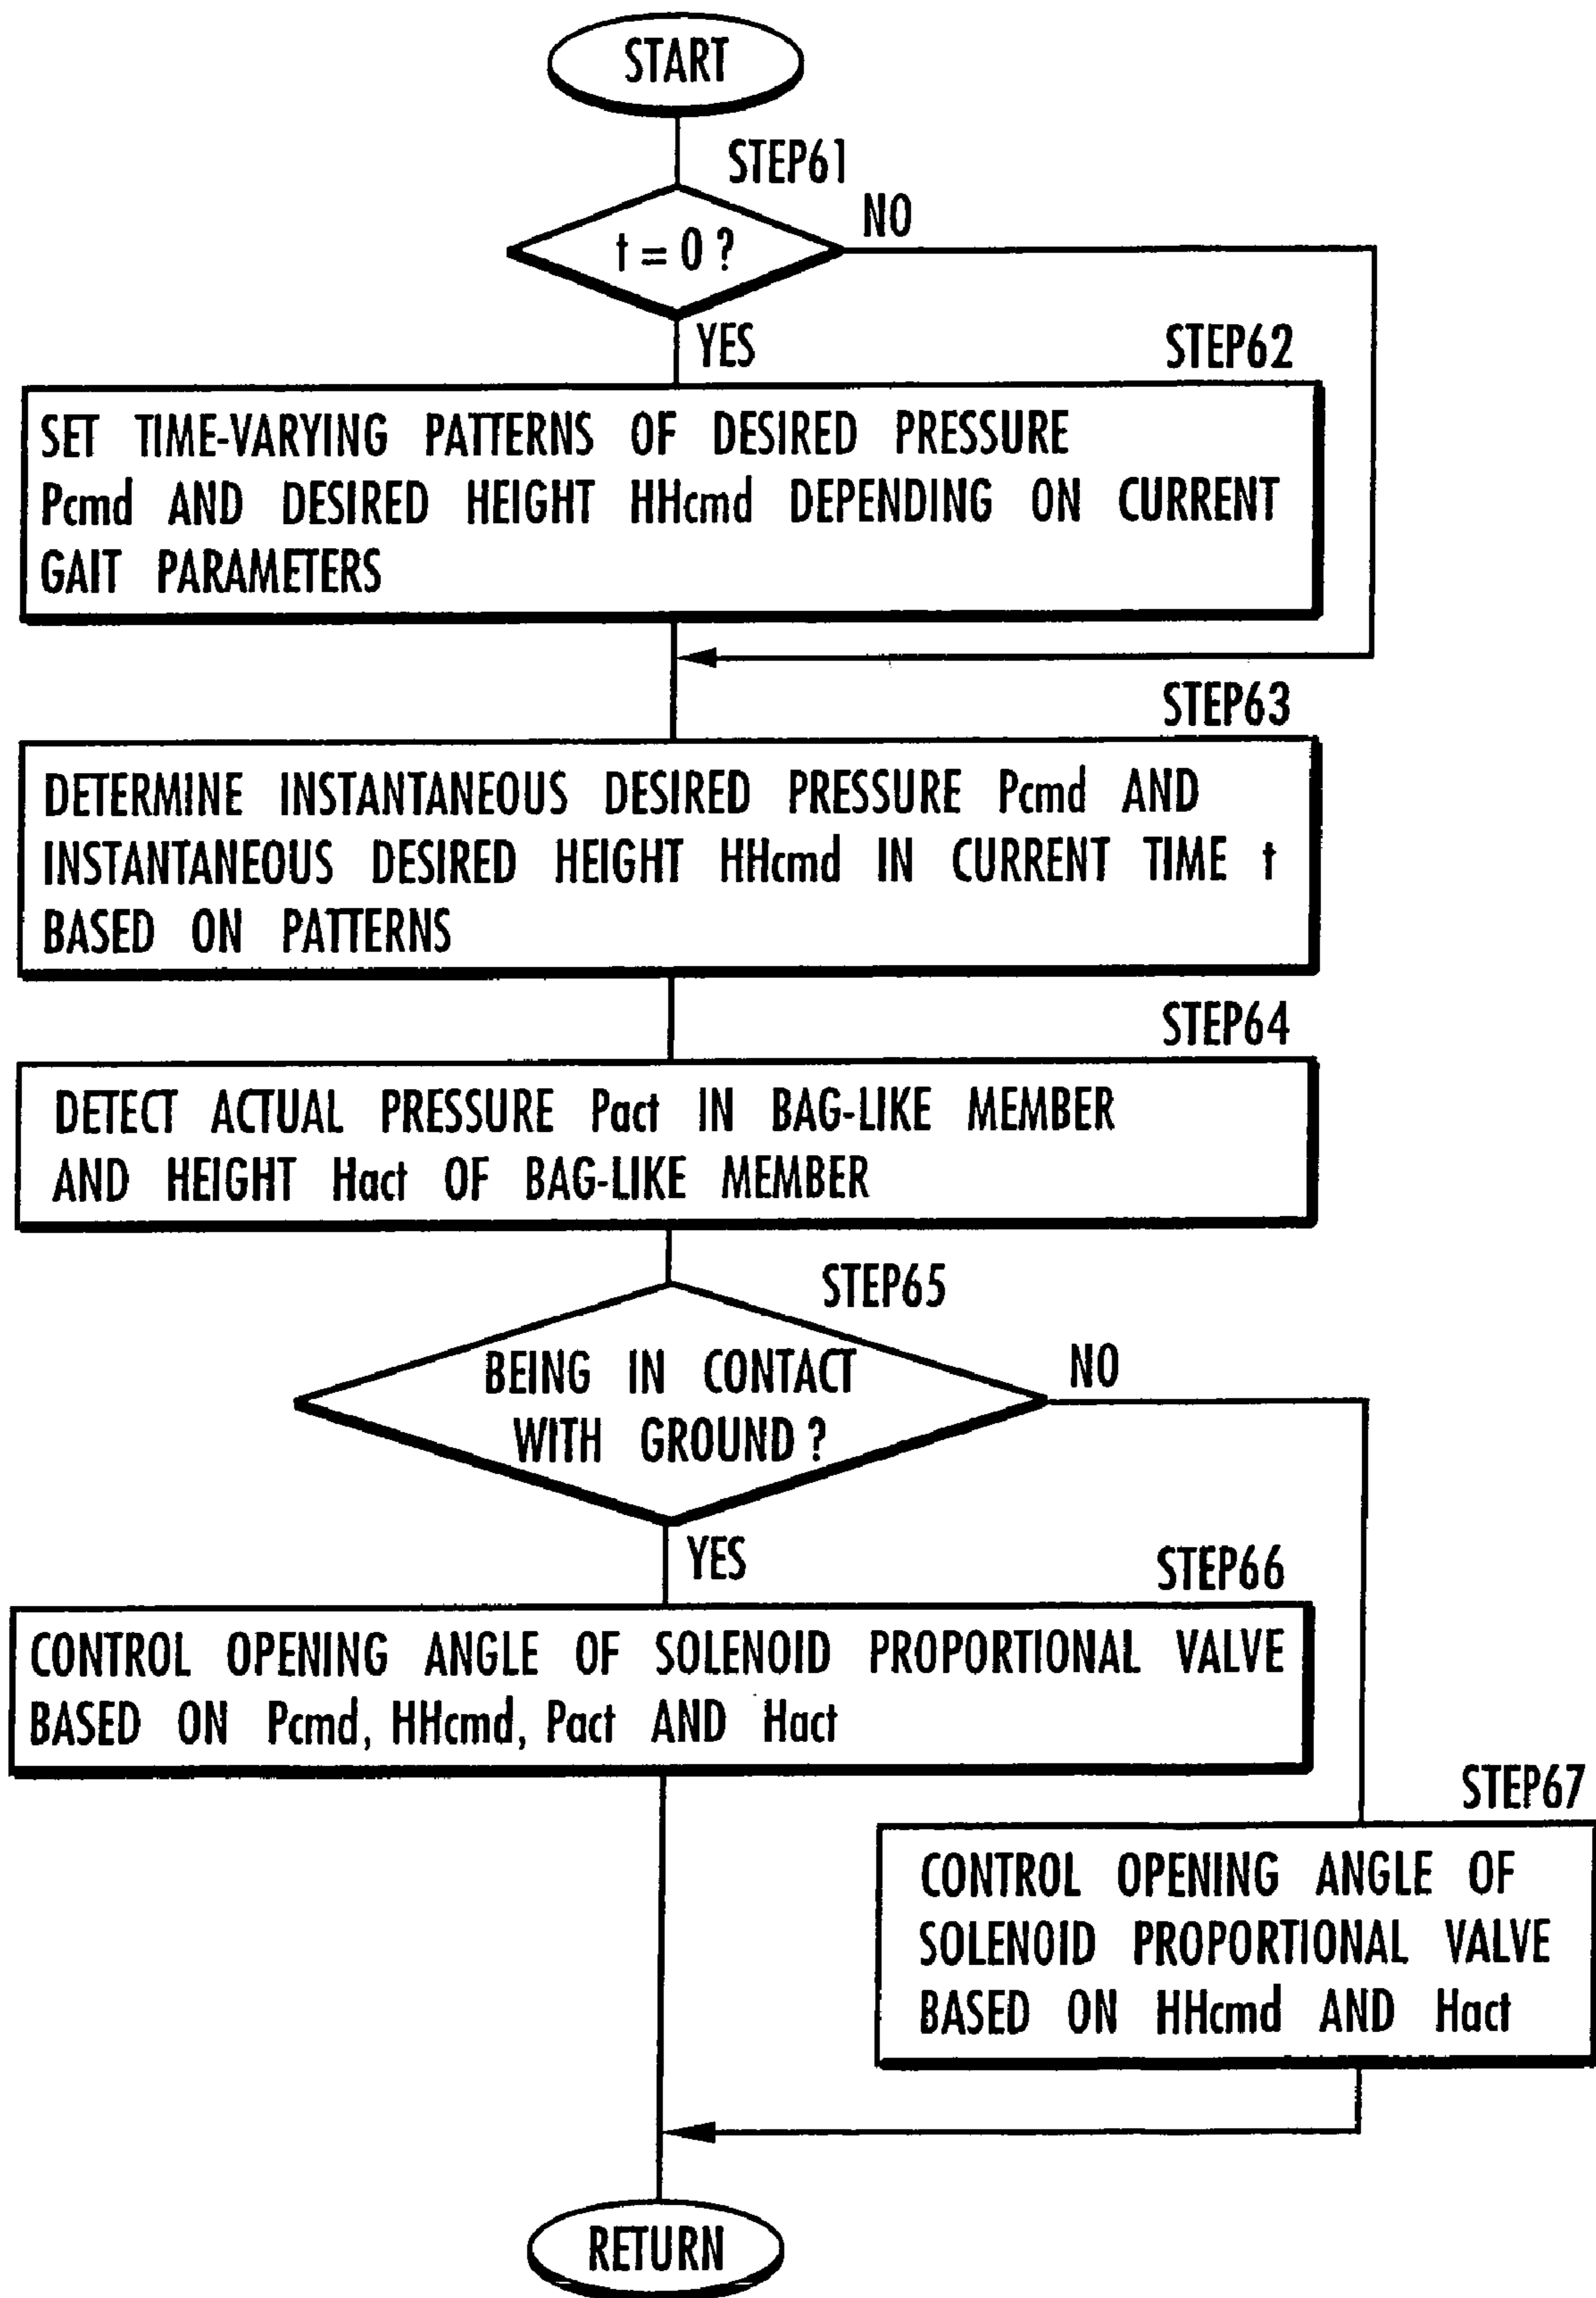 START
STEP61
t = 0 ?
NO
YES
STEP62
SET TIME-VARYING PATTERNS OF DESIRED PRESSURE
Pcmd AND DESIRED HEIGHT HHcmd DEPENDING ON CURRENT
GAIT PARAMETERS
STEP63
DETERMINE INSTANTANEOUS DESIRED PRESSURE Pcmd AND
INSTANTANEOUS DESIRED HEIGHT HHcmd IN CURRENT TIME t
BASED ON PATTERNS
STEP64
DETECT ACTUAL PRESSURE Pact IN BAG-LIKE MEMBER
AND HEIGHT Hact OF BAG-LIKE MEMBER
STEP65
BEING IN CONTACT
WITH GROUND ?
NO
YES
STEP66
CONTROL OPENING ANGLE OF SOLENOID PROPORTIONAL VALVE
BASED ON Pcmd, HHcmd, Pact AND Hact
STEP67
CONTROL OPENING ANGLE OF
SOLENOID PROPORTIONAL VALVE
BASED ON HHcmd AND Hact
RETURN